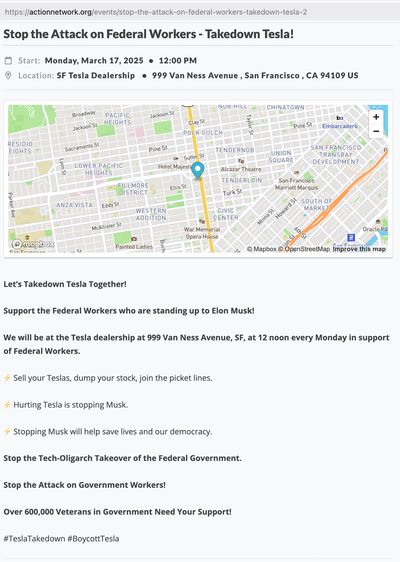 https://actionnetwork.org/events/stop-the-attack-on-federal-workers-takedown-tesla-2
Stop the Attack on Federal Workers - Takedown Tesla!
Start: Monday, March 17, 2025 • 12:00 PM
Location: SF Tesla Dealership • 999 Van Ness Avenue , San Francisco , CA 94109 US
NOB HILL
CHINATOWN
Broadway
PACIFIC HEIGHTS
Embarcadero
+
−
RESIDIO HEIGHTS
Clay St
POLK GULCH
Sacramento St
Pine St
Pine St
Sutter St
UNION SQUARE
SAN FRANCISCO TRANSBAY DEVELOPMENT
LOWER PACIFIC HEIGHTS
Hotel Majestic
TENDERNOB
Alcazar Theatre
FILLMORE DISTRICT
Ellis St
TENDERLOIN
San Francisco Marriott Marquis
Turk St
ANZA VISTA
WESTERN ADDITION
CIVIC CENTER
SOUTH OF MARKET
McAllister St
Minna St
Howard St
War Memorial Opera House
Painted Ladies
Oracle Pa
mapbox
© Mapbox © OpenStreetMap Improve this map
Let's Takedown Tesla Together!
Support the Federal Workers who are standing up to Elon Musk!
We will be at the Tesla dealership at 999 Van Ness Avenue, SF, at 12 noon every Monday in support
of Federal Workers.
⚡ Sell your Teslas, dump your stock, join the picket lines.
⚡ Hurting Tesla is stopping Musk.
⚡ Stopping Musk will help save lives and our democracy.
Stop the Tech-Oligarch Takeover of the Federal Government.
Stop the Attack on Government Workers!
Over 600,000 Veterans in Government Need Your Support!
#TeslaTakedown #BoycottTesla